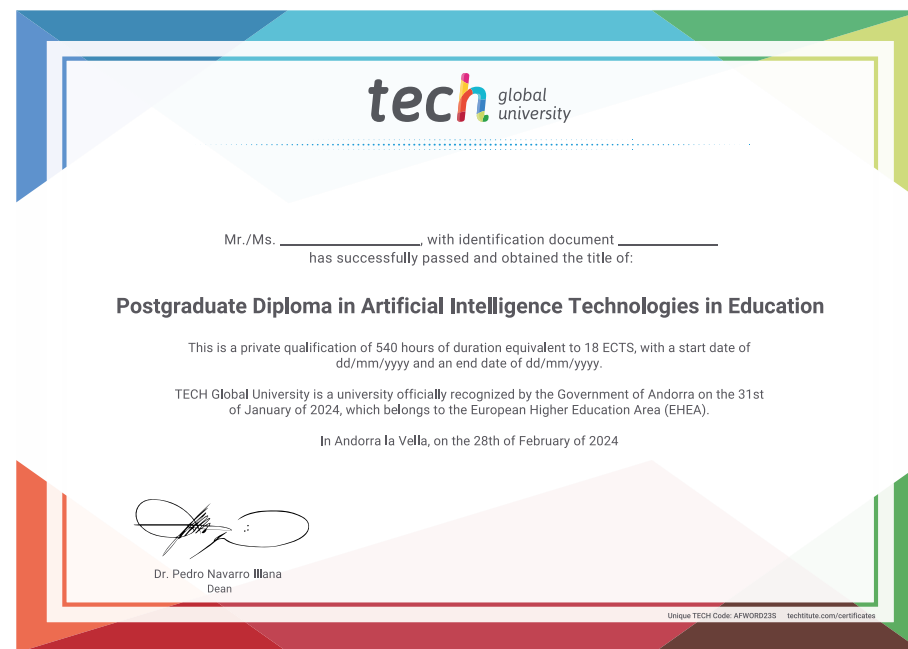 tech global university
Mr./Ms. ____________________, with identification document ______________
has successfully passed and obtained the title of:
Postgraduate Diploma in Artificial Intelligence Technologies in Education
This is a private qualification of 540 hours of duration equivalent to 18 ECTS, with a start date of
dd/mm/yyyy and an end date of dd/mm/yyyy.
TECH Global University is a university officially recognized by the Government of Andorra on the 31st
of January of 2024, which belongs to the European Higher Education Area (EHEA).
In Andorra la Vella, on the 28th of February of 2024
Dr. Pedro Navarro Illana
Dean
Unique TECH Code: AFWORD23S techtitute.com/certificates